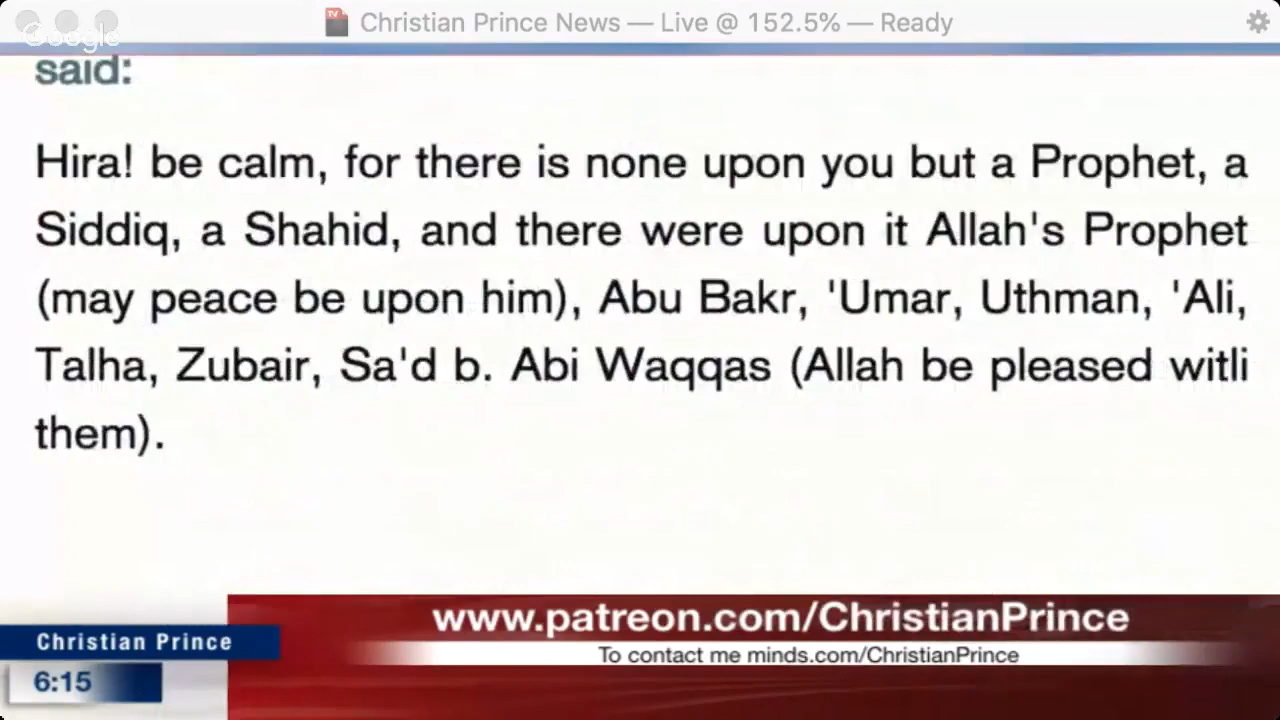 Christian Prince News — Live @ 152.5% — Ready
Google
said:
Hira! be calm, for there is none upon you but a Prophet, a
Siddiq, a Shahid, and there were upon it Allah's Prophet
(may peace be upon him), Abu Bakr, 'Umar, Uthman, 'Ali,
Talha, Zubair, Sa'd b. Abi Waqqas (Allah be pleased witli
them).
www.patreon.com/ChristianPrince
Christian Prince
To contact me minds.com/ChristianPrince
6:15